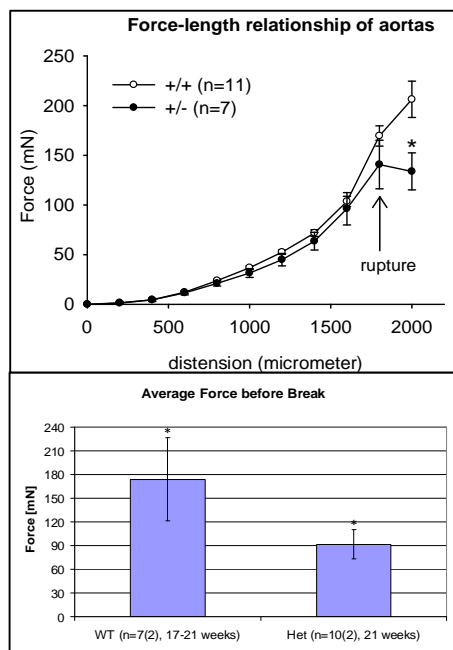 Force-length relationship of aortas
+/+ (n=11)
+/- (n=7)
Force (mN)
200
150
100
50
0
*
rupture
0 500 1000 1500 2000
distension (micrometer)
Average Force before Break
Force [mN]
240
210
180
150
120
90
60
30
0
*
*
WT (n=7(2), 17-21 weeks) Het (n=10(2), 21 weeks)